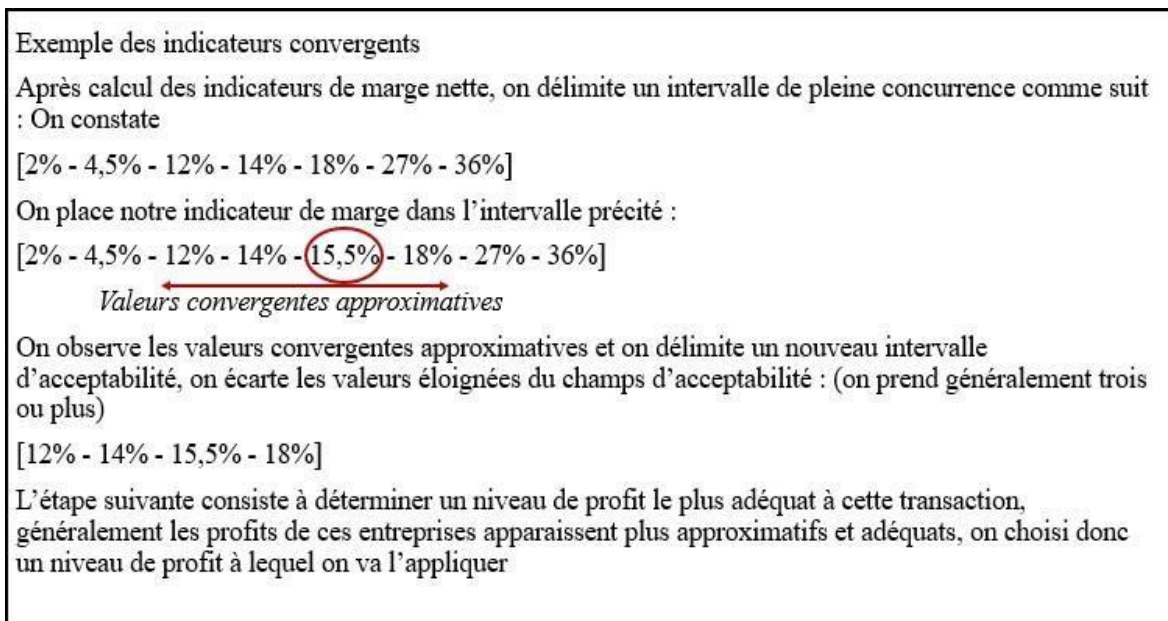 Exemple des indicateurs convergents
Après calcul des indicateurs de marge nette, on délimite un intervalle de pleine concurrence comme suit
: On constate
[2% - 4,5% - 12% - 14% - 18% - 27% - 36%]
On place notre indicateur de marge dans l’intervalle précité :
[2% - 4,5% - 12% - 14% - 15,5% - 18% - 27% - 36%]
Valeurs convergentes approximatives
On observe les valeurs convergentes approximatives et on délimite un nouveau intervalle
d’acceptabilité, on écarte les valeurs éloignées du champs d’acceptabilité : (on prend généralement trois
ou plus)
[12% - 14% - 15,5% - 18%]
L’étape suivante consiste à déterminer un niveau de profit le plus adéquat à cette transaction,
généralement les profits de ces entreprises apparaissent plus approximatifs et adéquats, on choisi donc
un niveau de profit à lequel on va l’appliquer